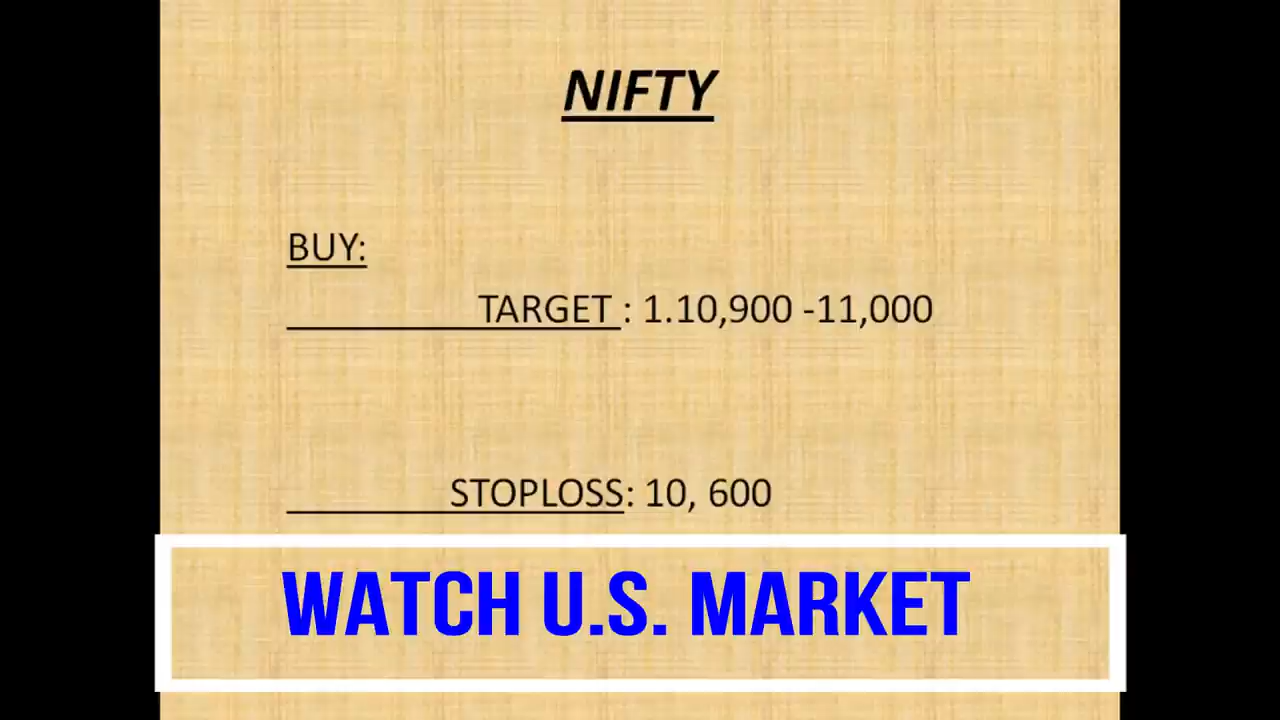 NIFTY
BUY:
TARGET : 1.10,900 -11,000
STOPLOSS: 10, 600
WATCH U.S. MARKET